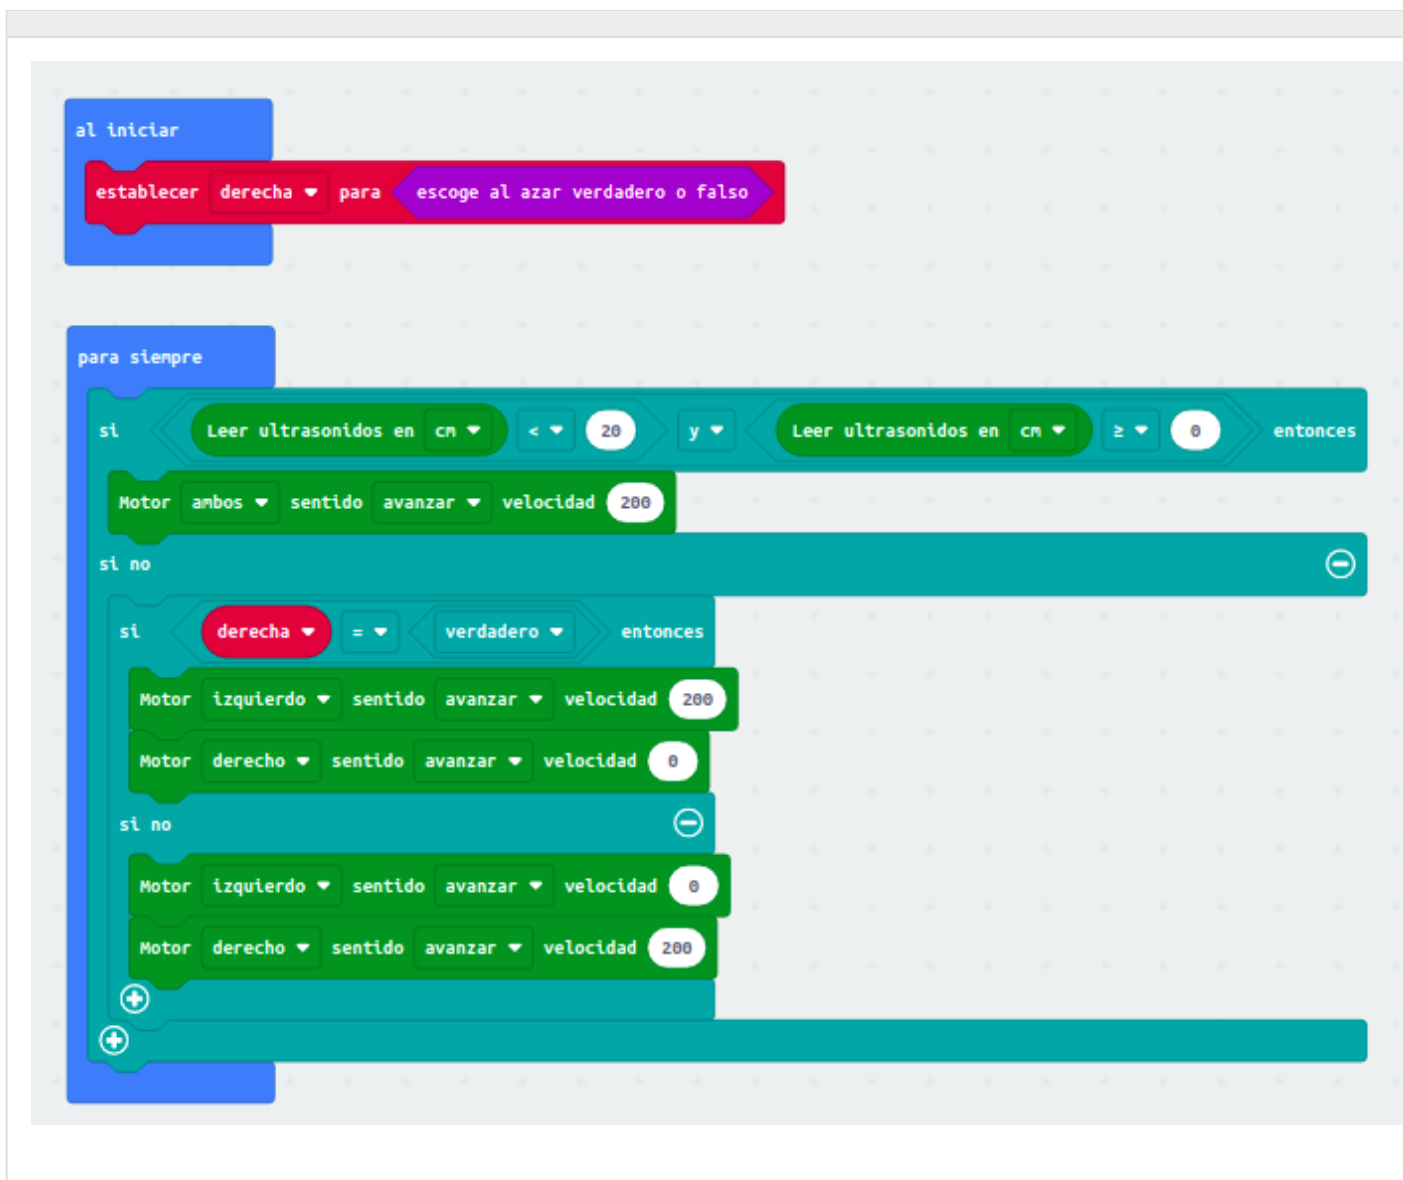 al iniciar
establecer derecha para escoge al azar verdadero o falso
para siempre
si Leer ultrasonidos en cm < 20 y Leer ultrasonidos en cm ≥ 0 entonces
Motor ambos sentido avanzar velocidad 200
si no
si derecha = verdadero entonces
Motor izquierdo sentido avanzar velocidad 200
Motor derecho sentido avanzar velocidad 0
si no
Motor izquierdo sentido avanzar velocidad 0
Motor derecho sentido avanzar velocidad 200